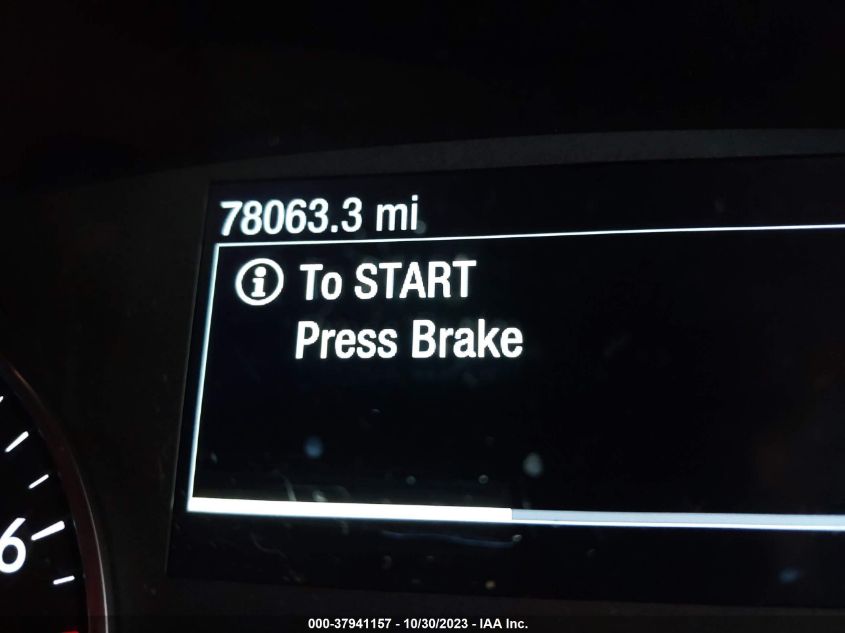 78063.3 mi
i To START
Press Brake
6
000-37941157 - 10/30/2023 - IAA Inc.